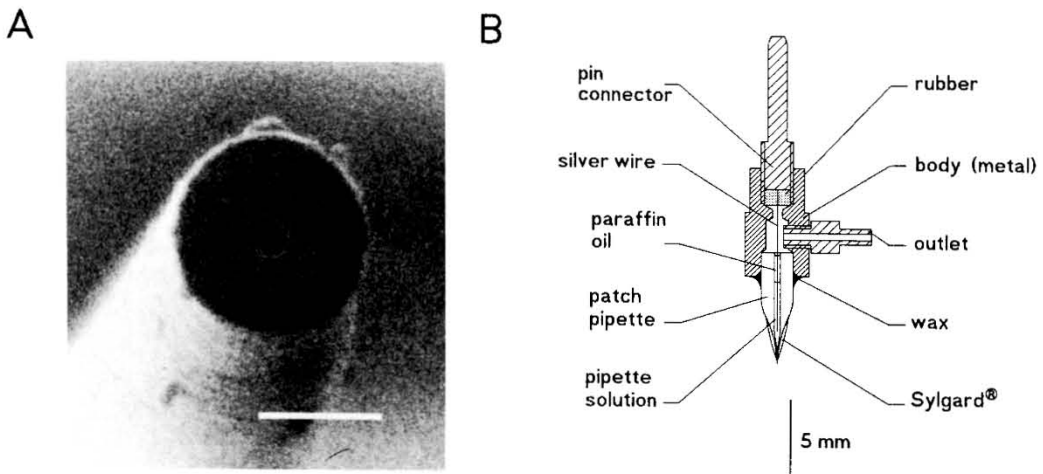 A
B
pin
connector
rubber
silver wire
body (metal)
paraffin
oil
outlet
patch
pipette
wax
pipette
solution
Sylgard®
5 mm